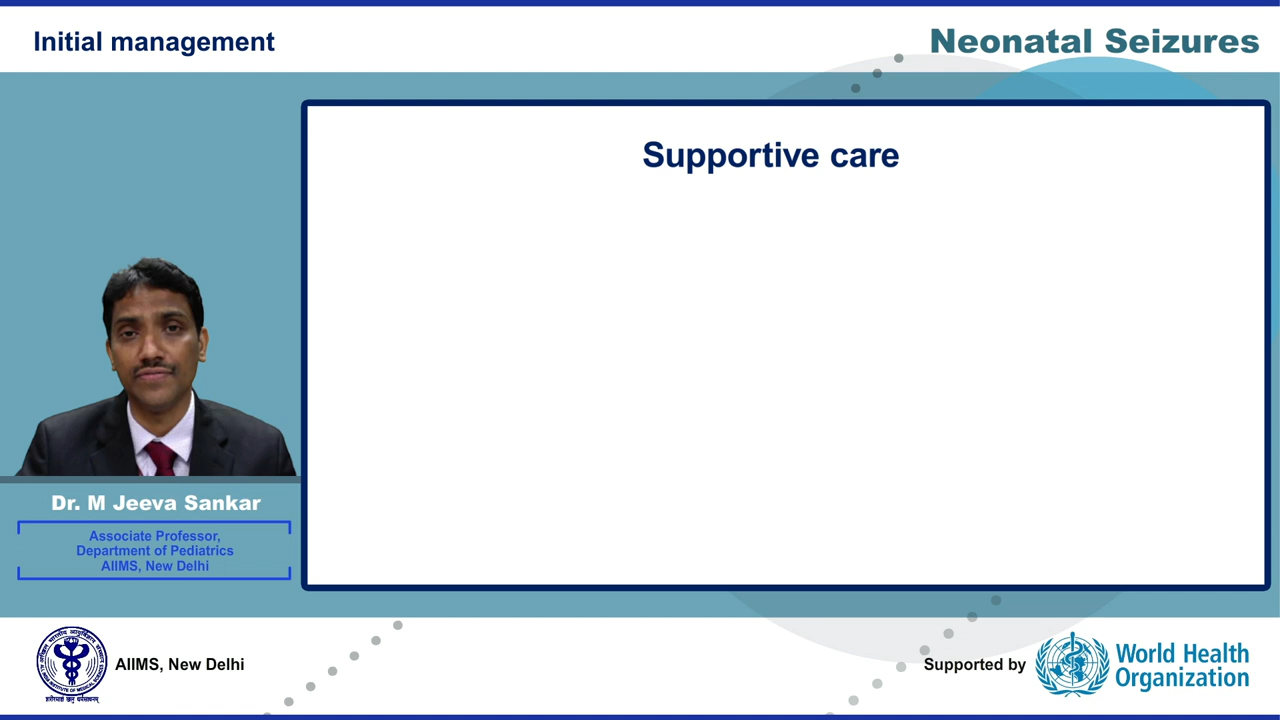 Initial management
Neonatal Seizures
Supportive care
Dr. M Jeeva Sankar
Associate Professor,
Department of Pediatrics
AIIMS, New Delhi
AIIMS, New Delhi
Supported by
World Health
Organization